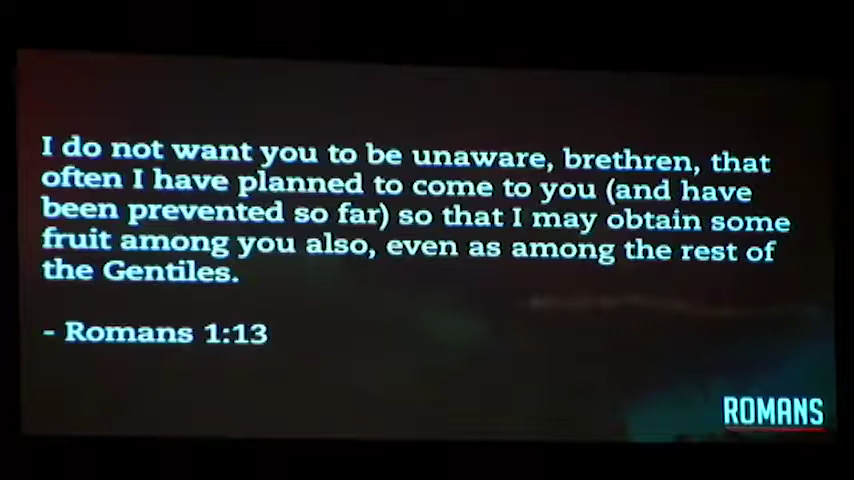 I do not want you to be unaware, brethren, that
often I have planned to come to you (and have
been prevented so far) so that I may obtain some
fruit among you also, even as among the rest of
the Gentiles.
- Romans 1:13
ROMANS